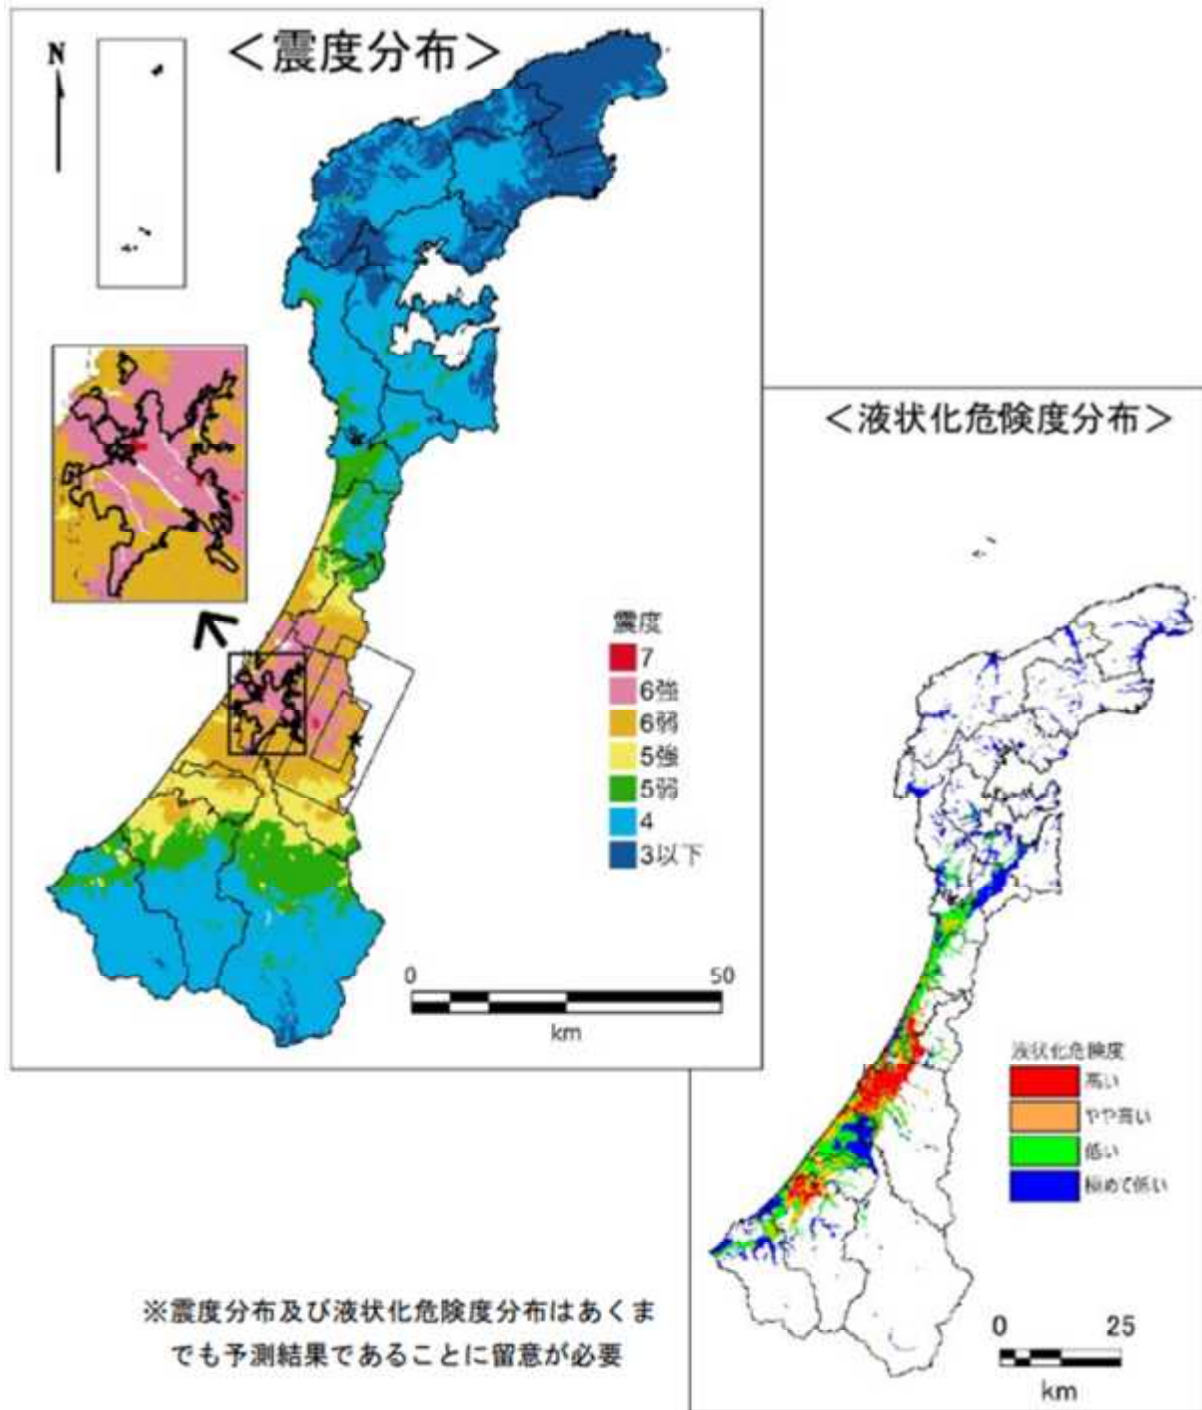 ＜震度分布＞
N
震度
7
6強
6弱
5強
5弱
4
3以下
0 50
km
＜液状化危険度分布＞
液状化危険度
高い
やや高い
低い
極めて低い
0 25
km
※震度分布及び液状化危険度分布はあくま
でも予測結果であることに留意が必要